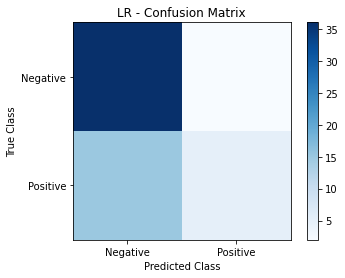 LR - Confusion Matrix
True Class
Negative
Positive
Negative Positive
Predicted Class
35
30
25
20
15
10
5